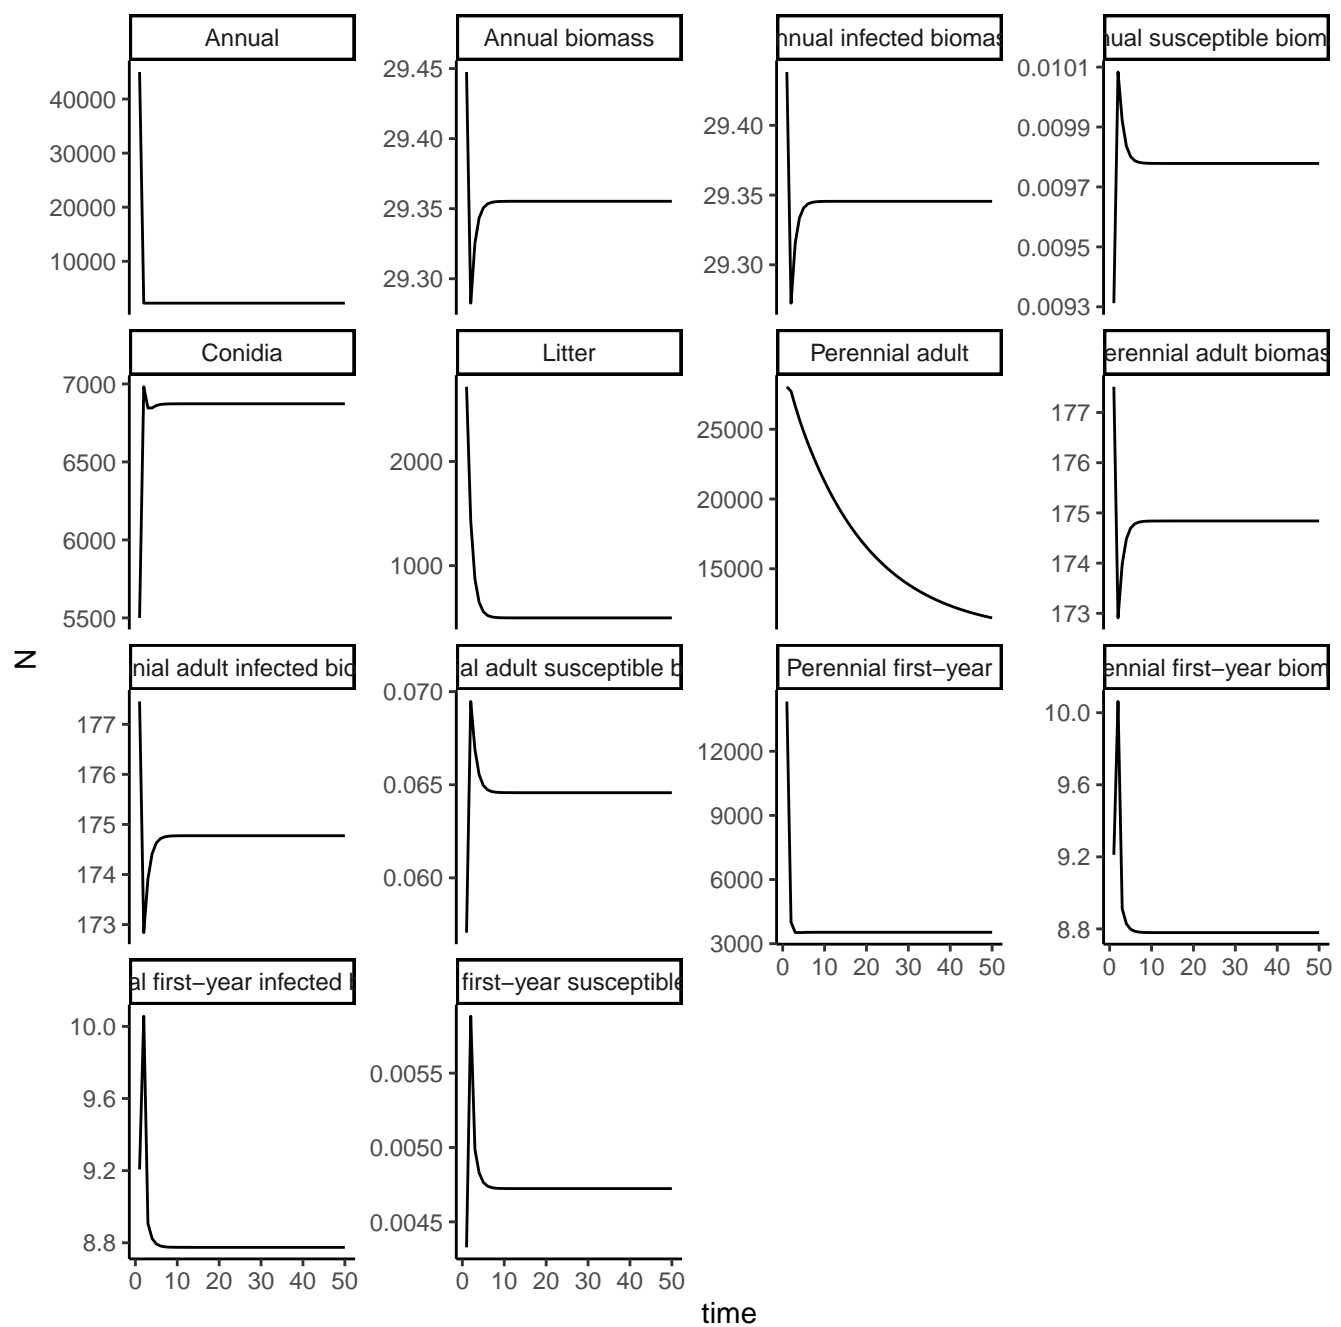 Annual
Annual biomass
nnual infected biomas
nual susceptible biom
40000
30000
20000
10000
29.45
29.40
29.35
29.30
29.40
29.35
29.30
0.0101
0.0099
0.0097
0.0095
0.0093
Conidia
Litter
Perennial adult
erennial adult biomas
7000
6500
6000
5500
2000
1000
25000
20000
15000
177
176
175
174
173
N
nial adult infected bio
al adult susceptible b
Perennial first−year
ennial first−year biom
177
176
175
174
173
0.070
0.065
0.060
12000
9000
6000
3000
10.0
9.6
9.2
8.8
0 10 20 30 40 50
0 10 20 30 40 50
al first−year infected b
first−year susceptible
10.0
9.6
9.2
8.8
0.0055
0.0050
0.0045
0 10 20 30 40 50
0 10 20 30 40 50
time